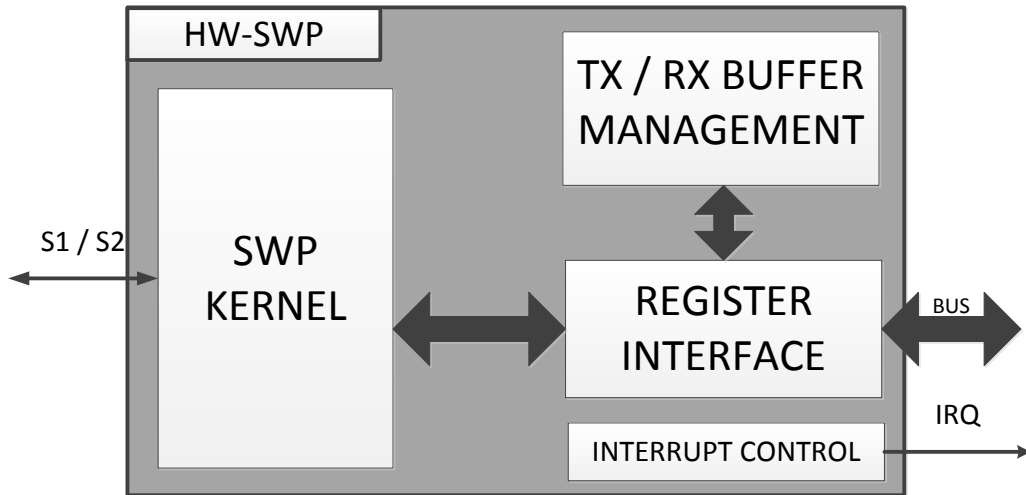 HW-SWP
TX / RX BUFFER
MANAGEMENT
S1 / S2
SWP
KERNEL
REGISTER
INTERFACE
BUS
IRQ
INTERRUPT CONTROL